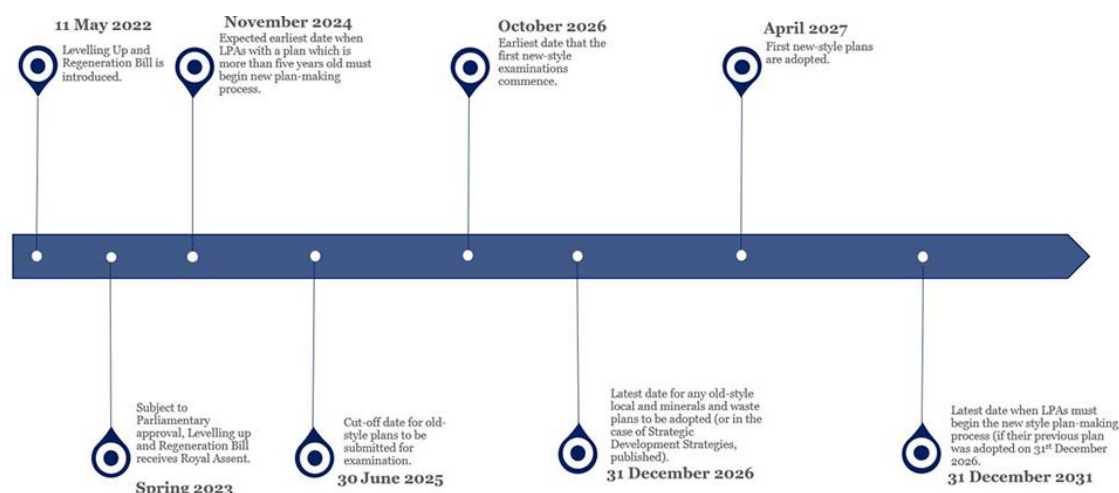 11 May 2022
Levelling Up and
Regeneration Bill is
introduced.
November 2024
Expected earliest date when
LPAs with a plan which is
more than five years old must
begin new plan-making
process.
October 2026
Earliest date that the
first new-style
examinations
commence.
April 2027
First new-style plans
are adopted.
Subject to
Parliamentary
approval, Levelling up
and Regeneration Bill
receives Royal Assent.
Spring 2023
Cut-off date for old-
style plans to be
submitted for
examination.
30 June 2025
Latest date for any old-style
local and minerals and waste
plans to be adopted (or in the
case of Strategic
Development Strategies,
published).
31 December 2026
Latest date when LPAs must
begin the new style plan-making
process (if their previous plan
was adopted on 31st December
2026.
31 December 2031